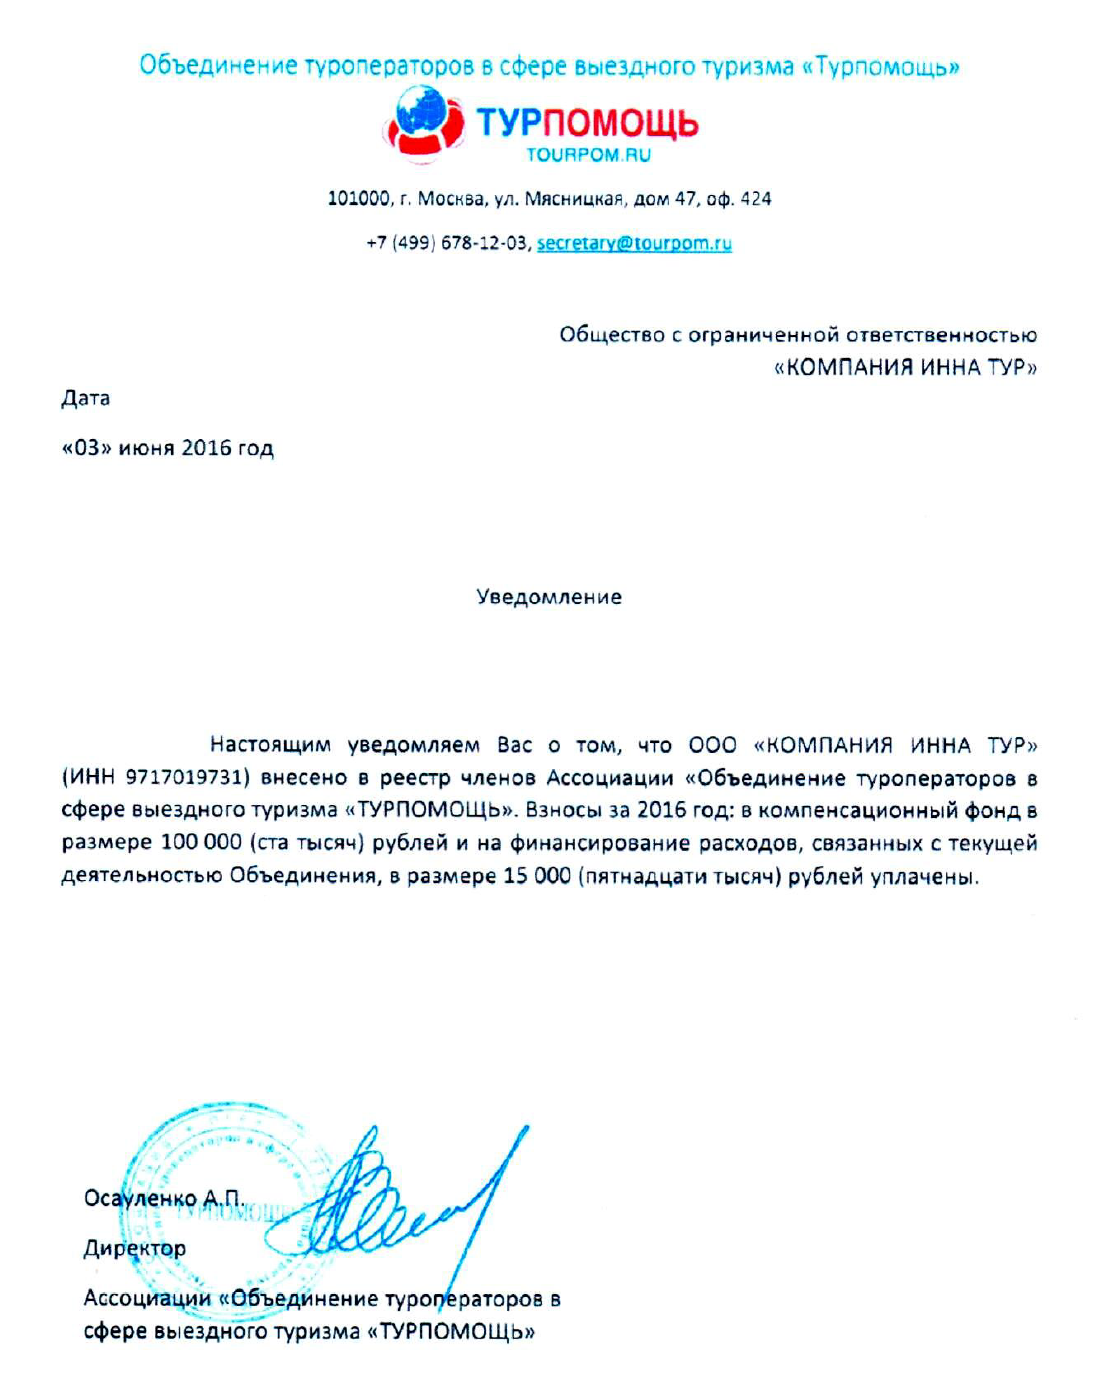 Объединение туроператоров в сфере выездного туризма «Турпомощь»
ТУРПОМОЩЬ
TOURPOM.RU
101000, г. Москва, ул. Мясницкая, дом 47, оф. 424
+7 (499) 678-12-03, secretary@tourpom.ru
Общество с ограниченной ответственностью
«КОМПАНИЯ ИННА ТУР»
Дата
«03» июня 2016 год
Уведомление
Настоящим уведомляем Вас о том, что ООО «КОМПАНИЯ ИННА ТУР»
(ИНН 9717019731) внесено в реестр членов Ассоциации «Объединение туроператоров в
сфере выездного туризма «ТУРПОМОЩЬ». Взносы за 2016 год: в компенсационный фонд в
размере 100 000 (ста тысяч) рублей и на финансирование расходов, связанных с текущей
деятельностью Объединения, в размере 15 000 (пятнадцати тысяч) рублей уплачены.
Осауленко А.П.
ТУРПОМОЩЬ
Директор
Ассоциации «Объединение туроператоров в
сфере выездного туризма «ТУРПОМОЩЬ»